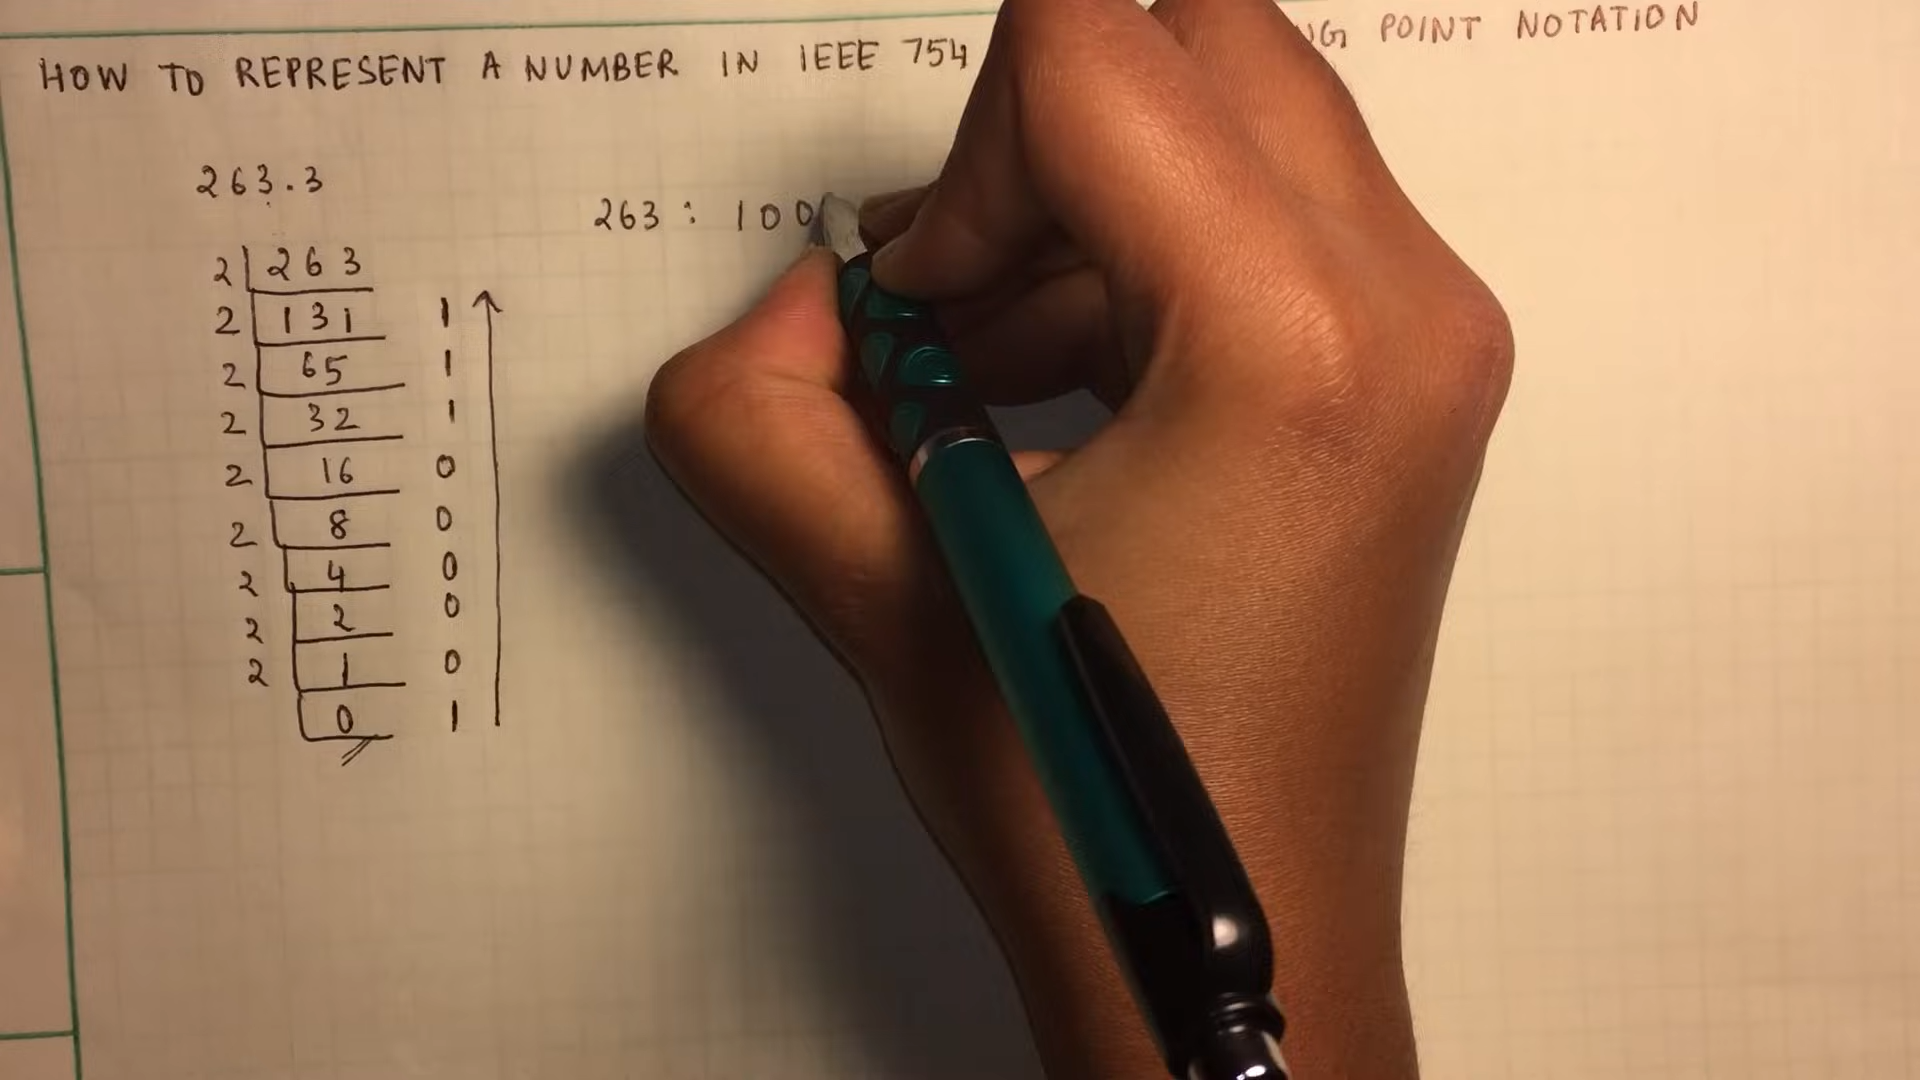 HOW TO REPRESENT A NUMBER IN IEEE 754 NG POINT NOTATION
263.3
263 : 100
2 263
2 131 1
2 65 1
2 32 1
2 16 0
2 8 0
2 4 0
2 2 0
2 1 0
0 1